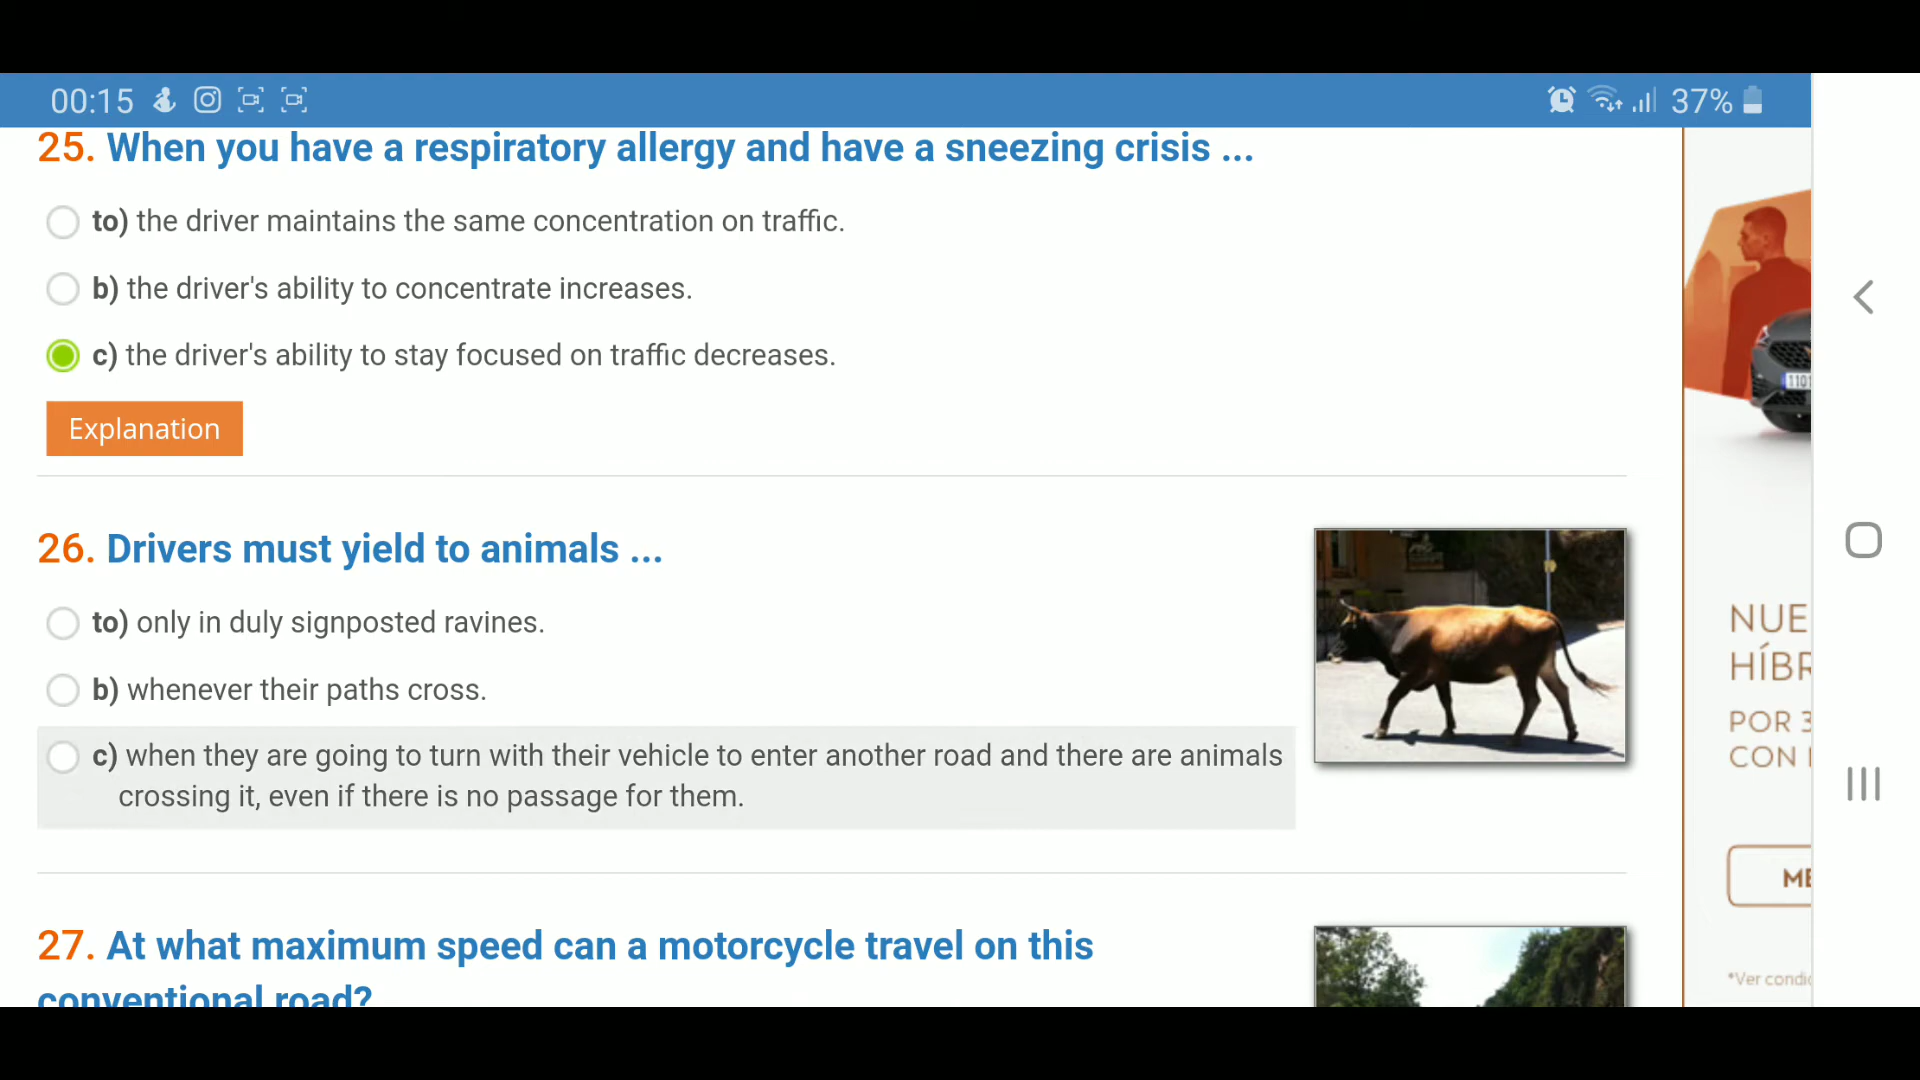 00:15
37%
25. When you have a respiratory allergy and have a sneezing crisis ...
to) the driver maintains the same concentration on traffic.
b) the driver's ability to concentrate increases.
c) the driver's ability to stay focused on traffic decreases.
Explanation
26. Drivers must yield to animals ...
to) only in duly signposted ravines.
b) whenever their paths cross.
c) when they are going to turn with their vehicle to enter another road and there are animals
crossing it, even if there is no passage for them.
27. At what maximum speed can a motorcycle travel on this
conventional road?
1101
NUE
HÍBR
POR 3
CON
ME
*Ver condic